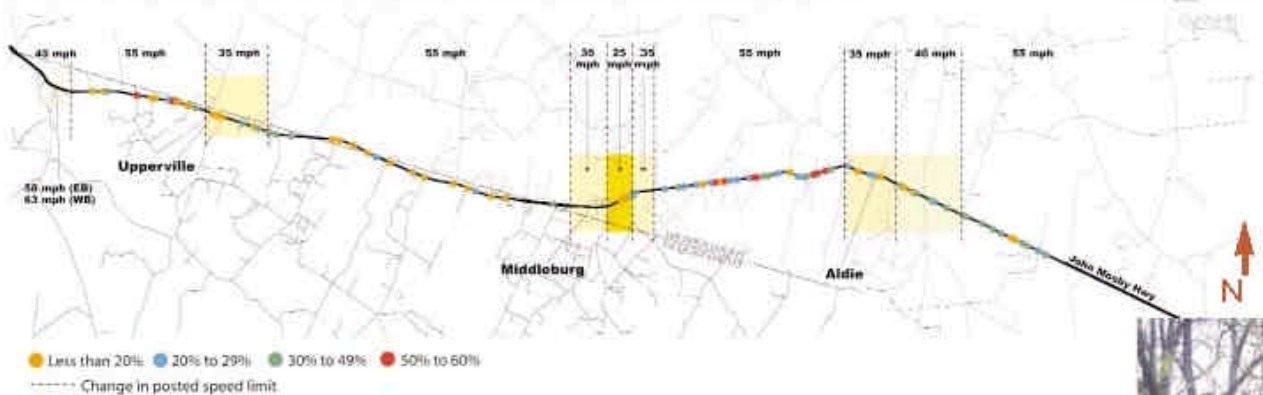 45 mph
55 mph
35 mph
55 mph
35 mph
25 mph
35 mph
55 mph
35 mph
40 mph
55 mph
Upperville
58 mph (EB)
63 mph (WB)
Middleburg
Aldie
John Mosby Hwy
N
Less than 20% 20% to 29% 30% to 49% 50% to 60%
Change in posted speed limit